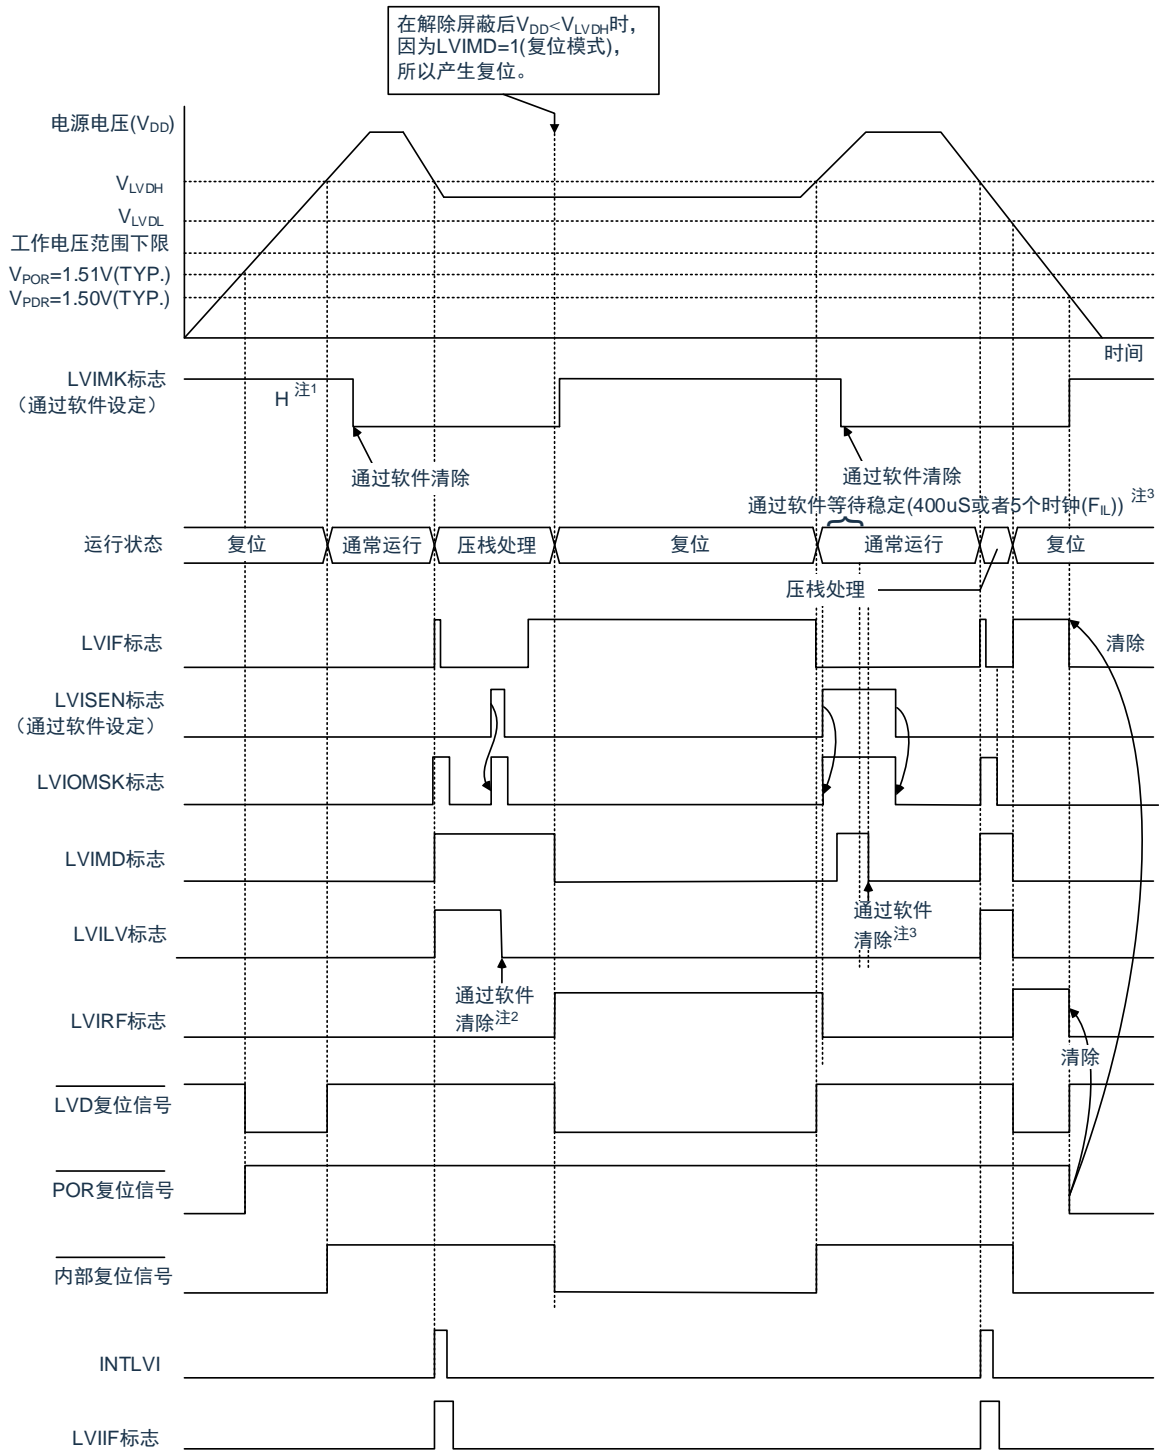 在解除屏蔽后VDD<VLVDH时，
因为LVIMD=1(复位模式)，
所以产生复位。
电源电压(VDD)
VLVDH
VLVDL
工作电压范围下限
VPOR=1.51V(TYP.)
VPDR=1.50V(TYP.)
时间
LVIMK标志
（通过软件设定）
H 注1
通过软件清除
通过软件清除
通过软件等待稳定(400uS或者5个时钟(FIL)) 注3
运行状态
复位
通常运行
压栈处理
复位
通常运行
复位
压栈处理
LVIF标志
清除
LVISEN标志
（通过软件设定）
LVIOMSK标志
LVIMD标志
通过软件
清除注3
LVILV标志
通过软件
清除注2
LVIRF标志
清除
LVD复位信号
POR复位信号
内部复位信号
INTLVI
LVIIF标志